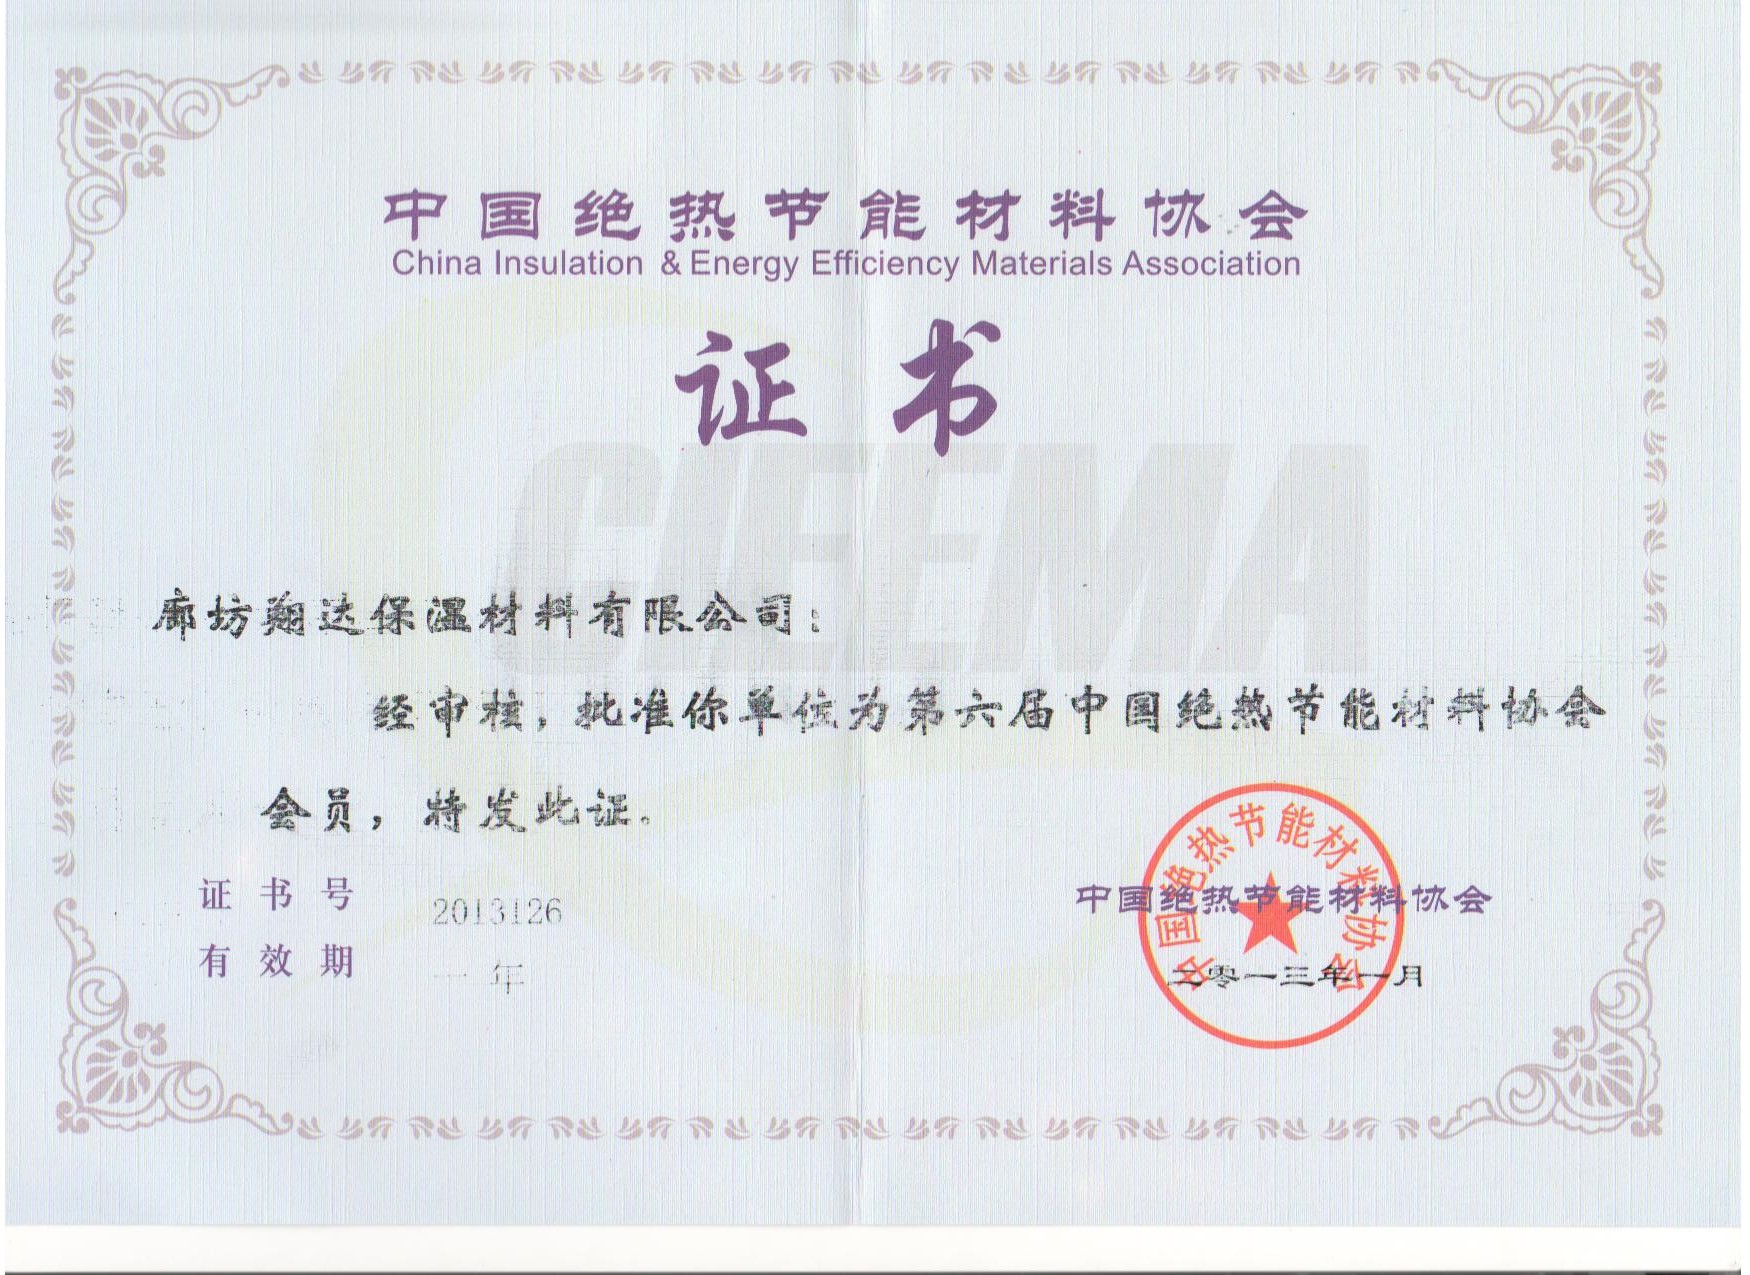 中国绝热节能材料协会
China Insulation & Energy Efficiency Materials Association
证书
CIEEMA
廊坊翔达保温材料有限公司：
经审核，批准你单位为第六届中国绝热节能材料协会
会员，特发此证。
证书号 2013126
有效期 一年
中国绝热节能材料协会
二零一三年一月
中国绝热节能材料协会